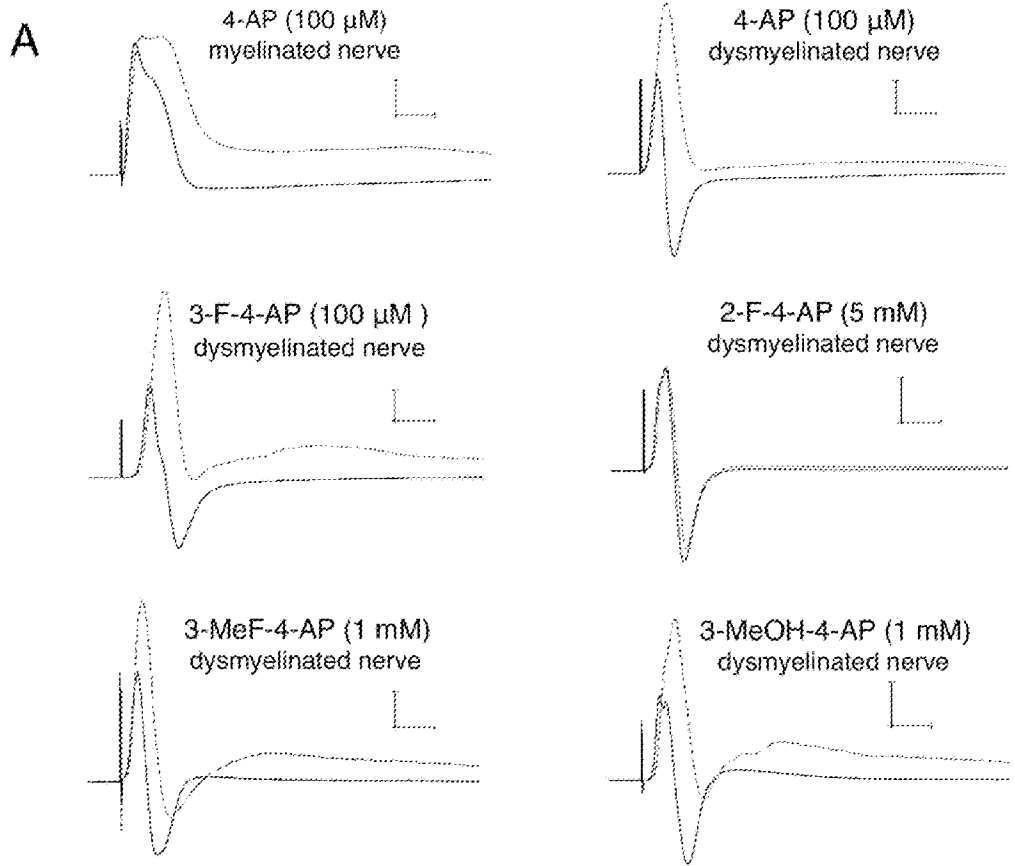 A
4-AP (100 µM)
myelinated nerve
4-AP (100 µM)
dysmyelinated nerve
3-F-4-AP (100 µM )
dysmyelinated nerve
2-F-4-AP (5 mM)
dysmyelinated nerve
3-MeF-4-AP (1 mM)
dysmyelinated nerve
3-MeOH-4-AP (1 mM)
dysmyelinated nerve